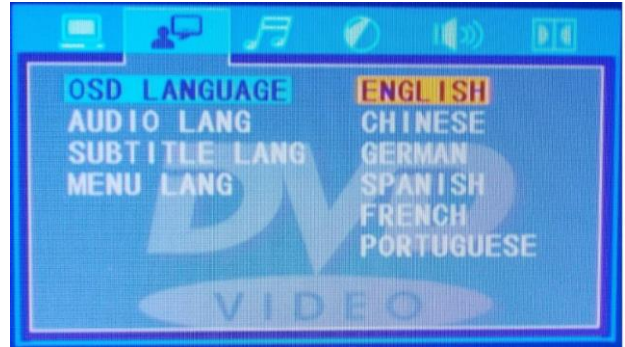 OSD LANGUAGE ENGLISH
AUDIO LANG CHINESE
SUBTITLE LANG GERMAN
MENU LANG SPANISH
FRENCH
PORTUGUESE
DVD
VIDEO